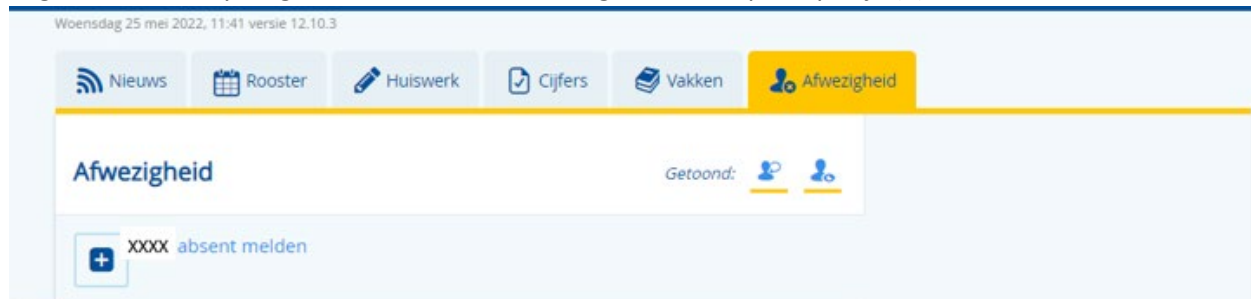 Woensdag 25 mei 2022, 11:41 versie 12.10.3
Nieuws Rooster Huiswerk Cijfers Vakken Afwezigheid
Afwezigheid Getoond:
XXXX absent melden